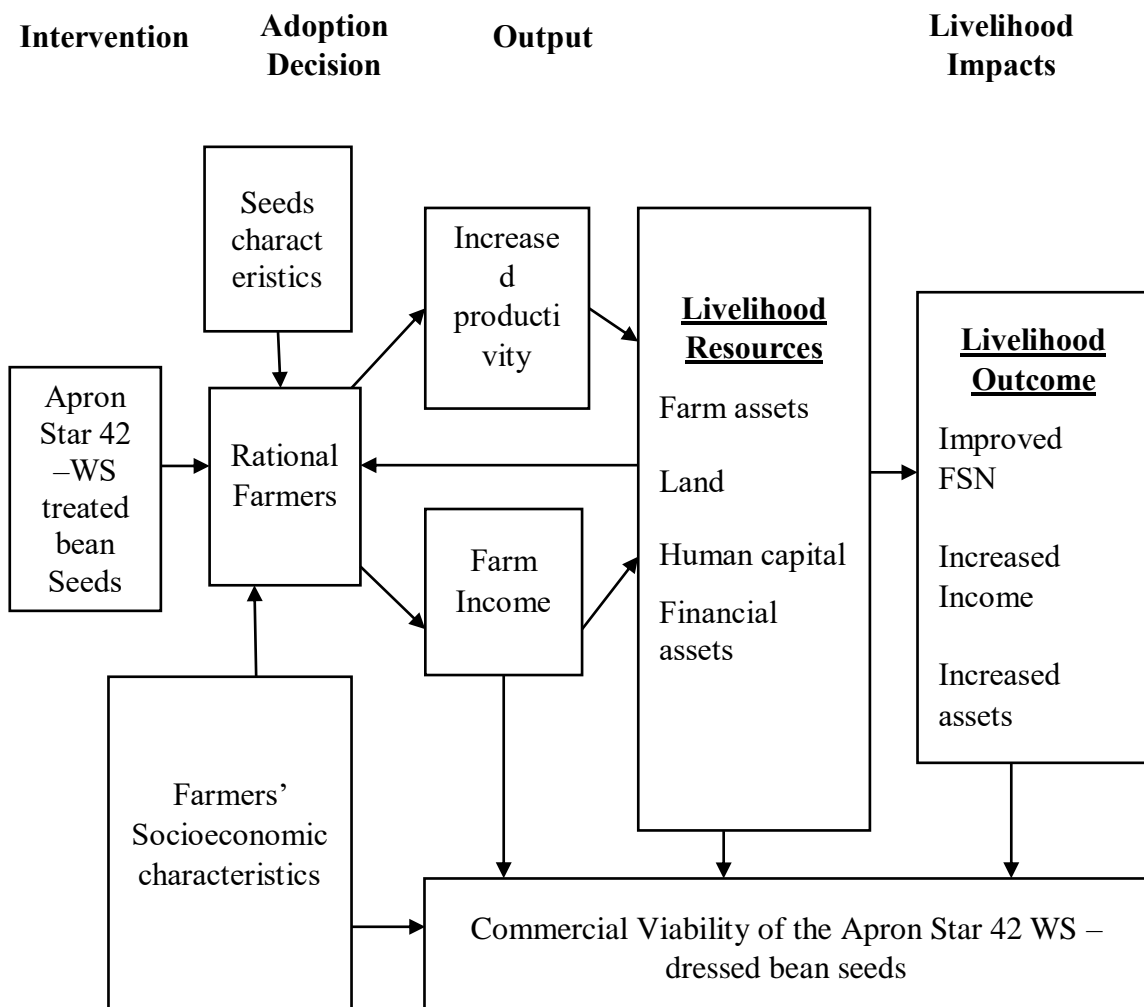 Intervention
Adoption
Decision
Output
Livelihood
Impacts
Seeds
charact
eristics
Increase
d
producti
vity
Livelihood
Resources
Farm assets
Land
Human capital
Financial
assets
Livelihood
Outcome
Improved
FSN
Increased
Income
Increased
assets
Apron
Star 42
–WS
treated
bean
Seeds
Rational
Farmers
Farm
Income
Farmers’
Socioeconomic
characteristics
Commercial Viability of the Apron Star 42 WS –
dressed bean seeds